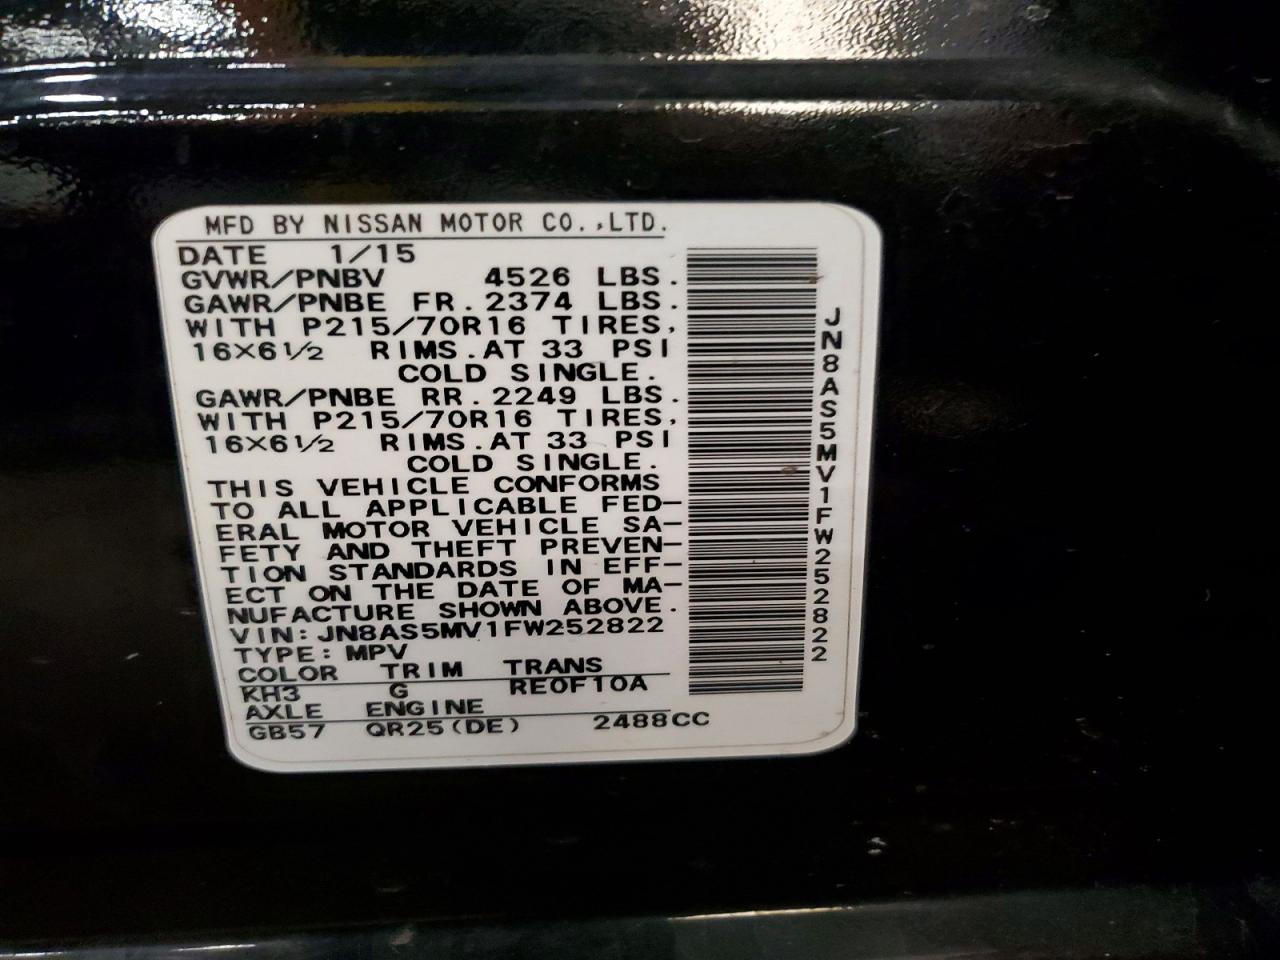 MFD BY NISSAN MOTOR CO.,LTD.
DATE 1/15
GVWR/PNBV 4526 LBS.
GAWR/PNBE FR. 2374 LBS.
WITH P215/70R16 TIRES,
16×6½ RIMS.AT 33 PSI
COLD SINGLE.
GAWR/PNBE RR. 2249 LBS.
WITH P215/70R16 TIRES,
16×6½ RIMS.AT 33 PSI
COLD SINGLE.
THIS VEHICLE CONFORMS
TO ALL APPLICABLE FED-
ERAL MOTOR VEHICLE SA-
FETY AND THEFT PREVEN-
TION STANDARDS IN EFF-
ECT ON THE DATE OF MA-
NUFACTURE SHOWN ABOVE.
VIN: JN8AS5MV1FW252822
TYPE: MPV
COLOR TRIM TRANS
KH3 G RE0F10A
AXLE ENGINE
GB57 QR25(DE) 2488CC
JN8AS5MV1FW252822